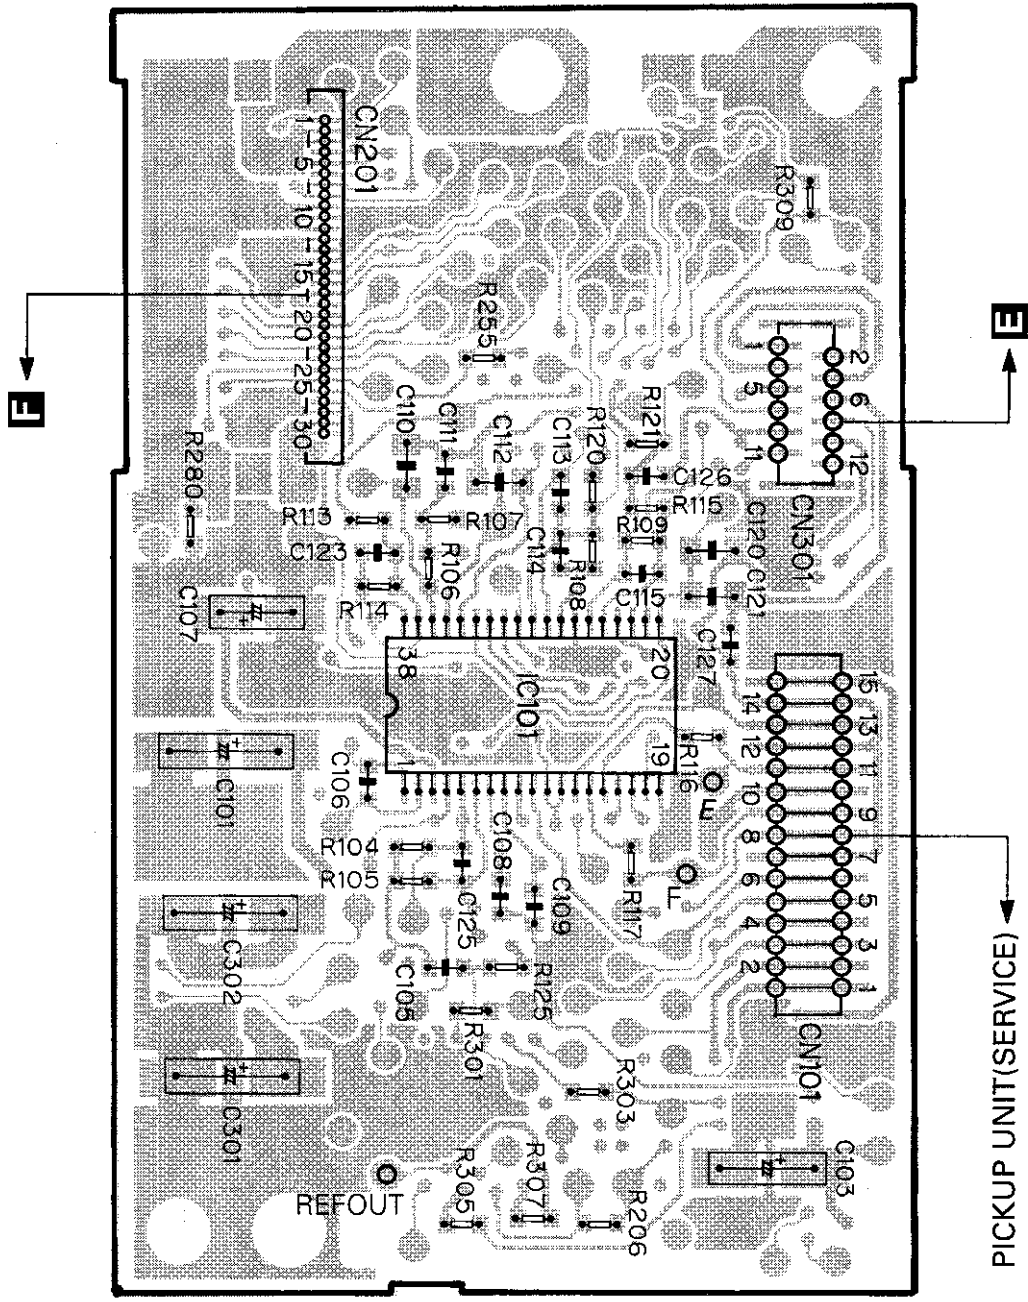 CN201
1 – 5 – 10 – 15 – 20 – 25 – 30
R309
F
E
R255
1
5
11
2
6
12
CN301
R280
C110
C111
C112
C113
R120
R121
C126
R115
R113
R107
R109
C120
C123
C114
R108
C121
R106
C115
R114
C107
C127
38
20
IC101
1
19
15
14
13
12
11
10
9
8
7
6
5
4
3
2
1
CN101
R116
E
C101
C106
R104
R105
C108
C109
C125
R117
F
C302
C105
R125
R301
R303
C301
C103
REFOUT
R305
R307
R206
PICKUP UNIT(SERVICE)